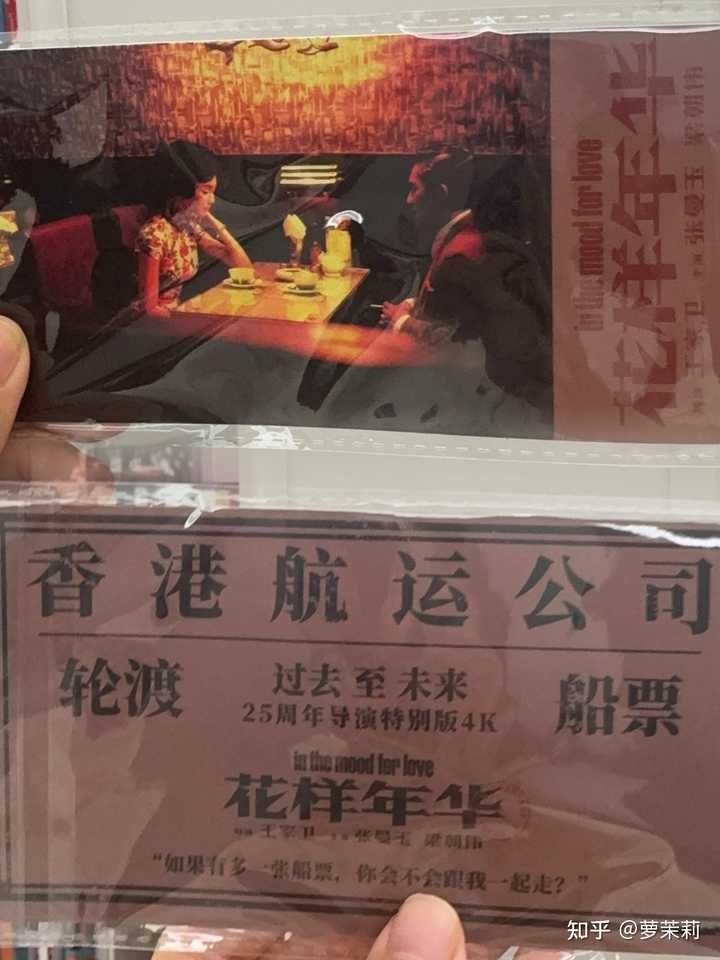 in the mood for love
花样年华
王家卫 张曼玉 梁朝伟
香港航运公司
轮渡
过去 至 未来
25周年导演特别版4K
船票
in the mood for love
花样年华
王家卫 张曼玉 梁朝伟
“如果有多一张船票，你会不会跟我一起走？”
知乎 @萝茉莉